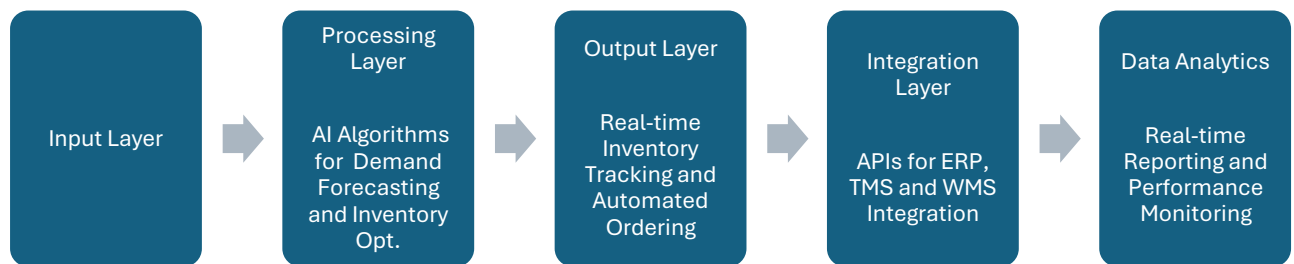 Input Layer
Processing
Layer
AI Algorithms
for Demand
Forecasting
and Inventory
Opt.
Output Layer
Real-time
Inventory
Tracking and
Automated
Ordering
Integration
Layer
APIs for ERP,
TMS and WMS
Integration
Data Analytics
Real-time
Reporting and
Performance
Monitoring